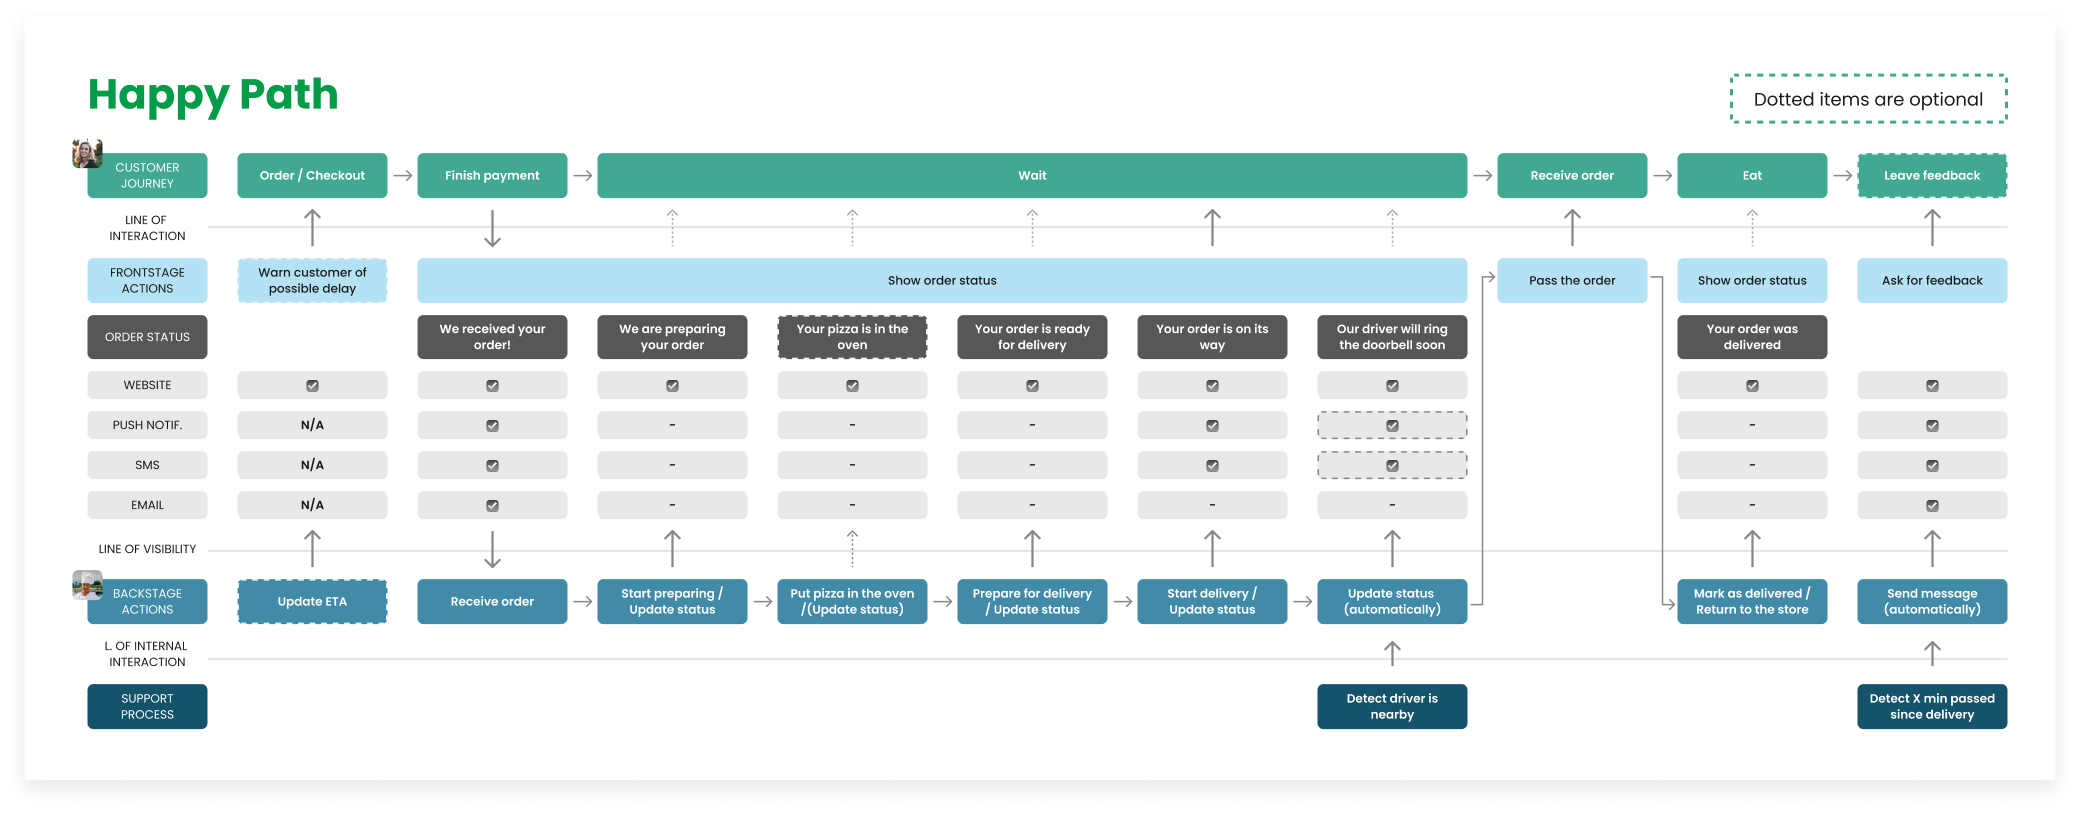 Happy Path
Dotted items are optional
CUSTOMER
JOURNEY
Order / Checkout
Finish payment
Wait
Receive order
Eat
Leave feedback
LINE OF
INTERACTION
FRONTSTAGE
ACTIONS
Warn customer of
possible delay
Show order status
Pass the order
Show order status
Ask for feedback
ORDER STATUS
We received your
order!
We are preparing
your order
Your pizza is in the
oven
Your order is ready
for delivery
Your order is on its
way
Our driver will ring
the doorbell soon
Your order was
delivered
WEBSITE
PUSH NOTIF.
N/A
-
-
-
-
SMS
N/A
-
-
-
-
EMAIL
N/A
-
-
-
-
-
-
LINE OF VISIBILITY
BACKSTAGE
ACTIONS
Update ETA
Receive order
Start preparing /
Update status
Put pizza in the oven
/(Update status)
Prepare for delivery
/ Update status
Start delivery /
Update status
Update status
(automatically)
Mark as delivered /
Return to the store
Send message
(automatically)
L. OF INTERNAL
INTERACTION
SUPPORT
PROCESS
Detect driver is
nearby
Detect X min passed
since delivery